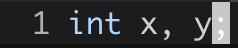 1 int x, y;